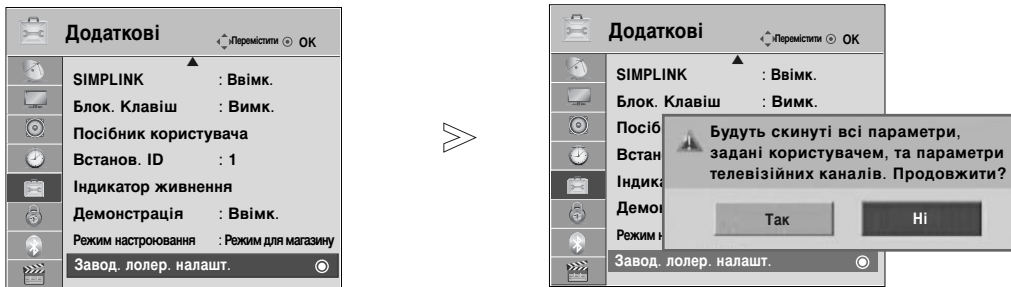 Додаткові
Перемістити OK
SIMPLINK : Ввімк.
Блок. Клавіш : Вимк.
Посібник користувача
Встанов. ID : 1
Індикатор живнення
Демонстрація : Ввімк.
Режим настроювання : Режим для магазину
Завод. лолер. налашт.
Додаткові
Перемістити OK
SIMPLINK : Ввімк.
Блок. Клавіш : Вимк.
Посіб
Встан
Індика
Демон
Режим н
Завод. лолер. налашт.
Будуть скинуті всі параметри,
задані користувачем, та параметри
телевізійних каналів. Продовжити?
Так Ні